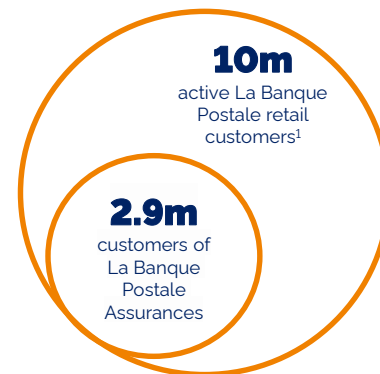 10m
active La Banque
Postale retail
customers¹
2.9m
customers of
La Banque
Postale
Assurances